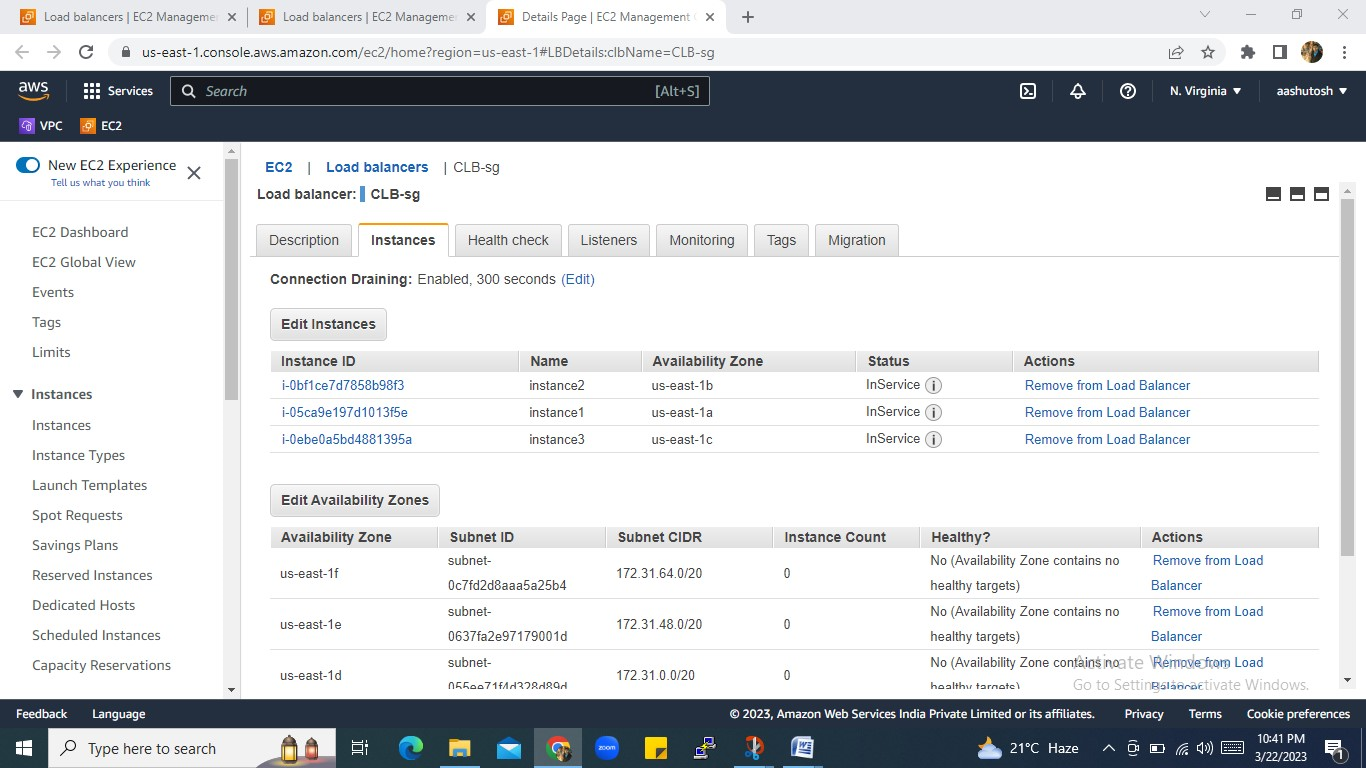 Load balancers | EC2 Manageme
Load balancers | EC2 Manageme
Details Page | EC2 Management
us-east-1.console.aws.amazon.com/ec2/home?region=us-east-1#LBDetails:clbName=CLB-sg
aws
Services
Search
[Alt+S]
N. Virginia
aashutosh
VPC
EC2
New EC2 Experience
Tell us what you think
EC2 Dashboard
EC2 Global View
Events
Tags
Limits
Instances
Instances
Instance Types
Launch Templates
Spot Requests
Savings Plans
Reserved Instances
Dedicated Hosts
Scheduled Instances
Capacity Reservations
EC2 | Load balancers | CLB-sg
Load balancer: CLB-sg
Description Instances Health check Listeners Monitoring Tags Migration
Connection Draining: Enabled, 300 seconds (Edit)
Edit Instances
Instance ID Name Availability Zone Status Actions
i-0bf1ce7d7858b98f3 instance2 us-east-1b InService i Remove from Load Balancer
i-05ca9e197d1013f5e instance1 us-east-1a InService i Remove from Load Balancer
i-0ebe0a5bd4881395a instance3 us-east-1c InService i Remove from Load Balancer
Edit Availability Zones
Availability Zone Subnet ID Subnet CIDR Instance Count Healthy? Actions
us-east-1f subnet-0c7fd2d8aaa5a25b4 172.31.64.0/20 0 No (Availability Zone contains no healthy targets) Remove from Load Balancer
us-east-1e subnet-0637fa2e97179001d 172.31.48.0/20 0 No (Availability Zone contains no healthy targets) Remove from Load Balancer
us-east-1d subnet-055ee71f4d328d89d 172.31.0.0/20 0 No (Availability Zone contains no healthy targets) Remove from Load Balancer
Activate Windows
Go to Settings to activate Windows.
Feedback Language
© 2023, Amazon Web Services India Private Limited or its affiliates. Privacy Terms Cookie preferences
Type here to search
zoom
21°C Haze
10:41 PM
3/22/2023
1